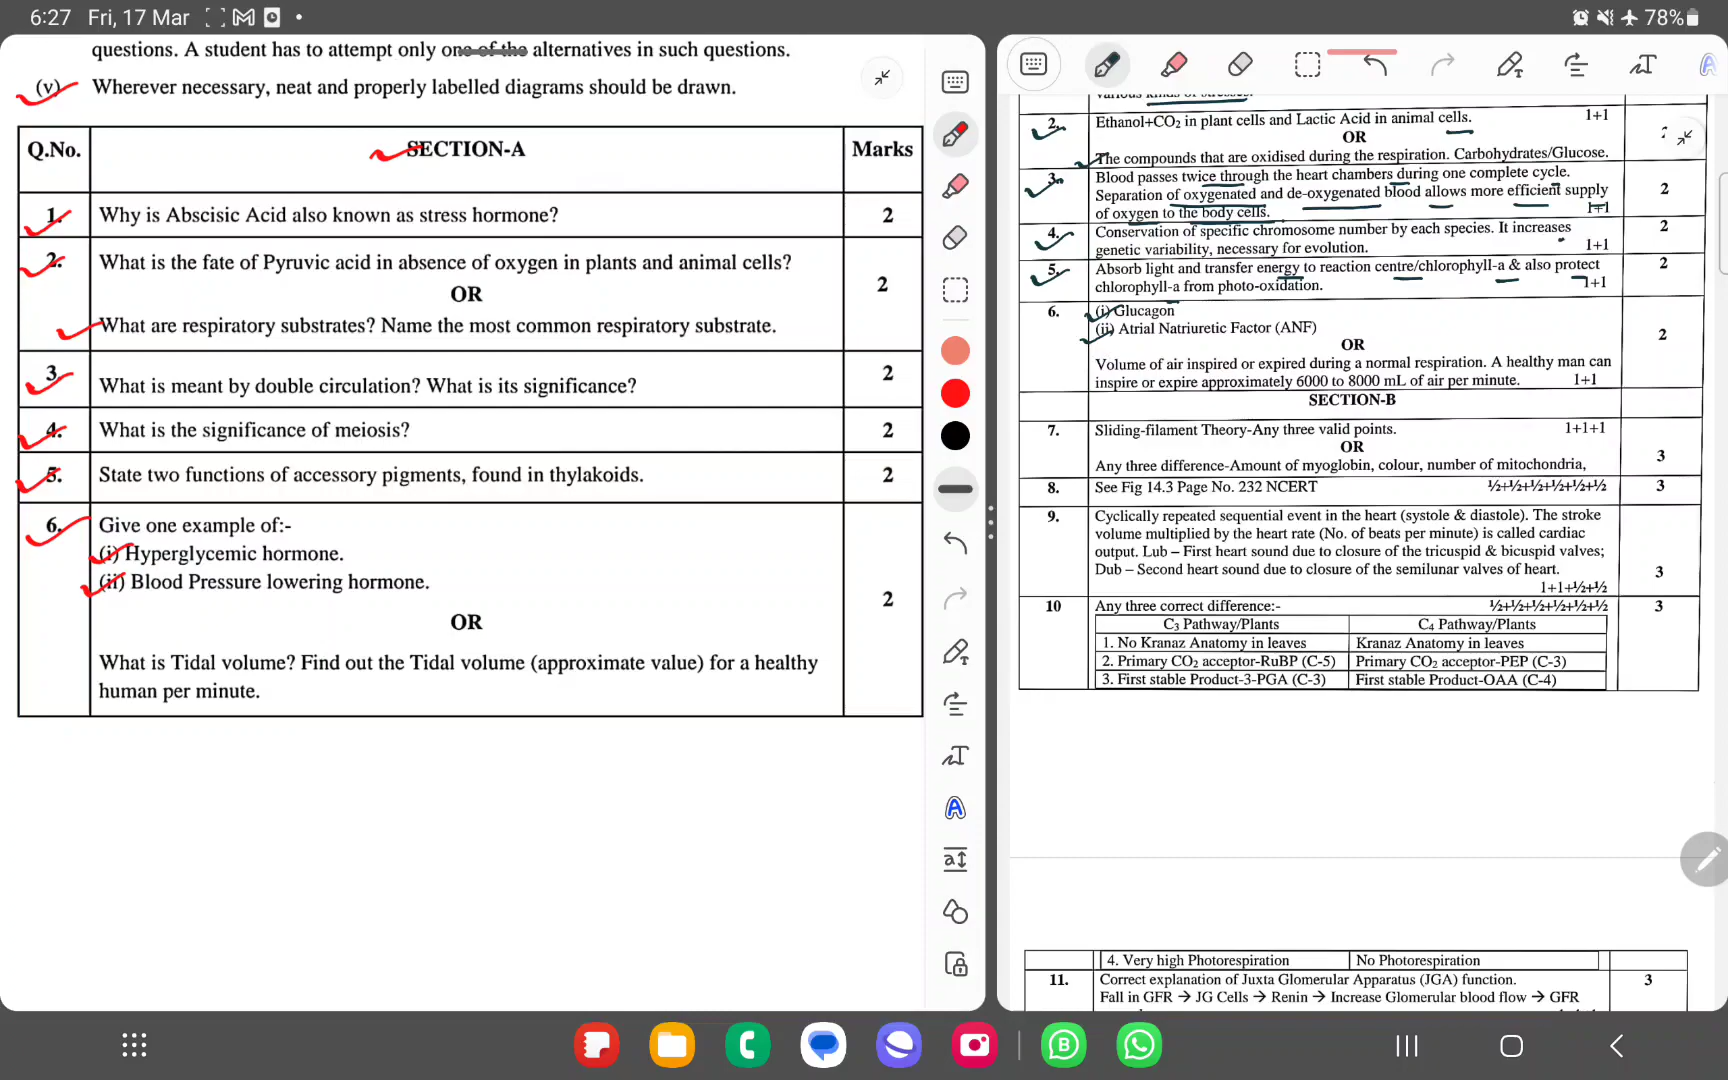 6:27 Fri, 17 Mar
78%
questions. A student has to attempt only one of the alternatives in such questions.
(v) Wherever necessary, neat and properly labelled diagrams should be drawn.
Q.No. SECTION-A Marks
1. Why is Abscisic Acid also known as stress hormone? 2
2. What is the fate of Pyruvic acid in absence of oxygen in plants and animal cells?
OR
2
What are respiratory substrates? Name the most common respiratory substrate.
3. What is meant by double circulation? What is its significance? 2
4. What is the significance of meiosis? 2
5. State two functions of accessory pigments, found in thylakoids. 2
6. Give one example of:-
(i) Hyperglycemic hormone.
(ii) Blood Pressure lowering hormone.
2
OR
What is Tidal volume? Find out the Tidal volume (approximate value) for a healthy
human per minute.
various kinds of stresses.
2. Ethanol+CO₂ in plant cells and Lactic Acid in animal cells. 1+1
OR
The compounds that are oxidised during the respiration. Carbohydrates/Glucose.
3. Blood passes twice through the heart chambers during one complete cycle.
Separation of oxygenated and de-oxygenated blood allows more efficient supply 2
of oxygen to the body cells. 1+1
4. Conservation of specific chromosome number by each species. It increases 2
genetic variability, necessary for evolution. 1+1
5. Absorb light and transfer energy to reaction centre/chlorophyll-a & also protect 2
chlorophyll-a from photo-oxidation. 1+1
6. (i) Glucagon
(ii) Atrial Natriuretic Factor (ANF) 2
OR
Volume of air inspired or expired during a normal respiration. A healthy man can
inspire or expire approximately 6000 to 8000 mL of air per minute. 1+1
SECTION-B
7. Sliding-filament Theory-Any three valid points. 1+1+1
OR
3
Any three difference-Amount of myoglobin, colour, number of mitochondria,
8. See Fig 14.3 Page No. 232 NCERT ½+½+½+½+½+½ 3
9. Cyclically repeated sequential event in the heart (systole & diastole). The stroke
volume multiplied by the heart rate (No. of beats per minute) is called cardiac
output. Lub – First heart sound due to closure of the tricuspid & bicuspid valves;
Dub – Second heart sound due to closure of the semilunar valves of heart. 3
1+1+½+½
10 Any three correct difference:- ½+½+½+½+½+½ 3
C₃ Pathway/Plants C₄ Pathway/Plants
1. No Kranaz Anatomy in leaves Kranaz Anatomy in leaves
2. Primary CO₂ acceptor-RuBP (C-5) Primary CO₂ acceptor-PEP (C-3)
3. First stable Product-3-PGA (C-3) First stable Product-OAA (C-4)
4. Very high Photorespiration No Photorespiration
11. Correct explanation of Juxta Glomerular Apparatus (JGA) function. 3
Fall in GFR → JG Cells → Renin → Increase Glomerular blood flow → GFR